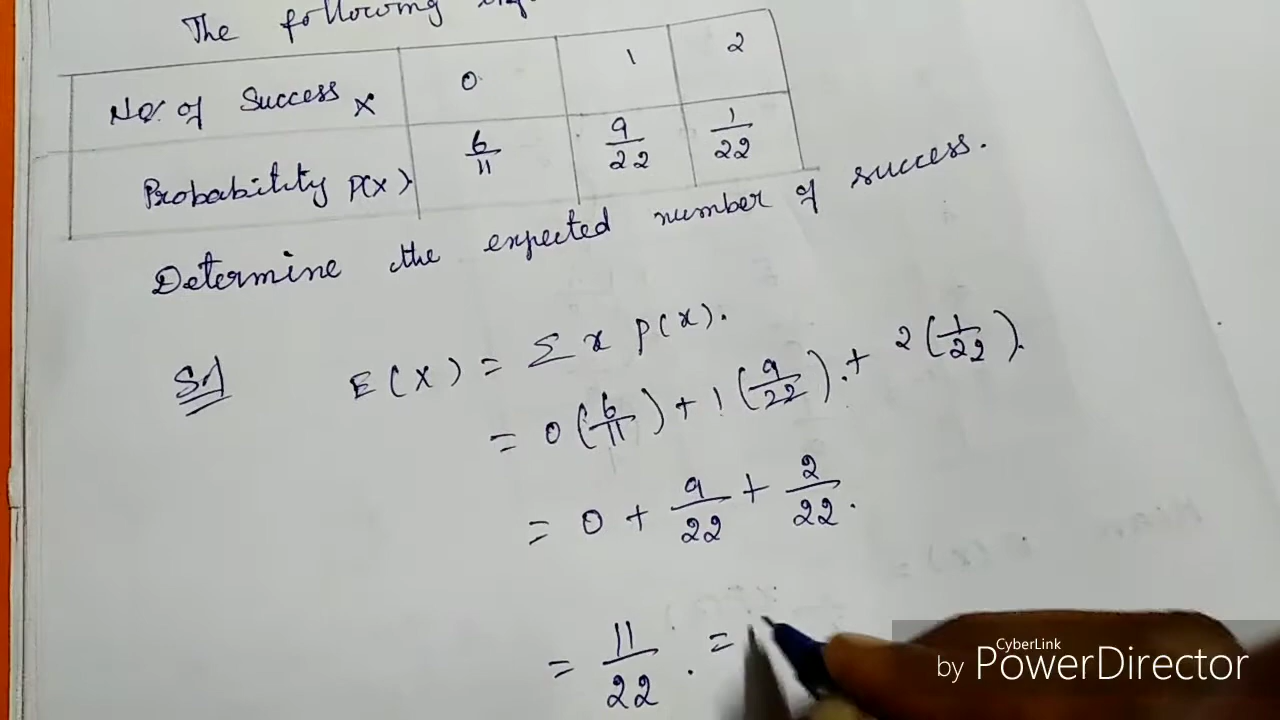 The following
No. of Success X 0 1 2
Probability P(X) 6/11 9/22 1/22
Determine the expected number of success.
Sol E(X) = Σ x P(x).
= 0(6/11) + 1(9/22) + 2(1/22).
= 0 + 9/22 + 2/22.
= 11/22 . =
CyberLink
by PowerDirector